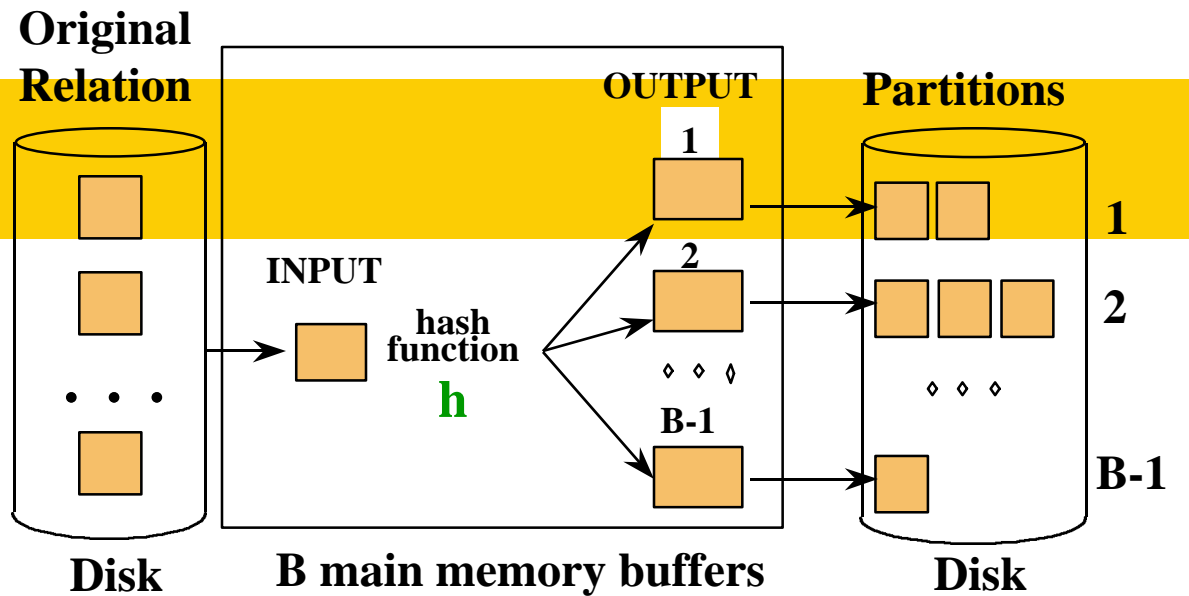 Original
Relation
OUTPUT
Partitions
1
1
INPUT
2
2
hash
function
h
B-1
B-1
Disk
B main memory buffers
Disk